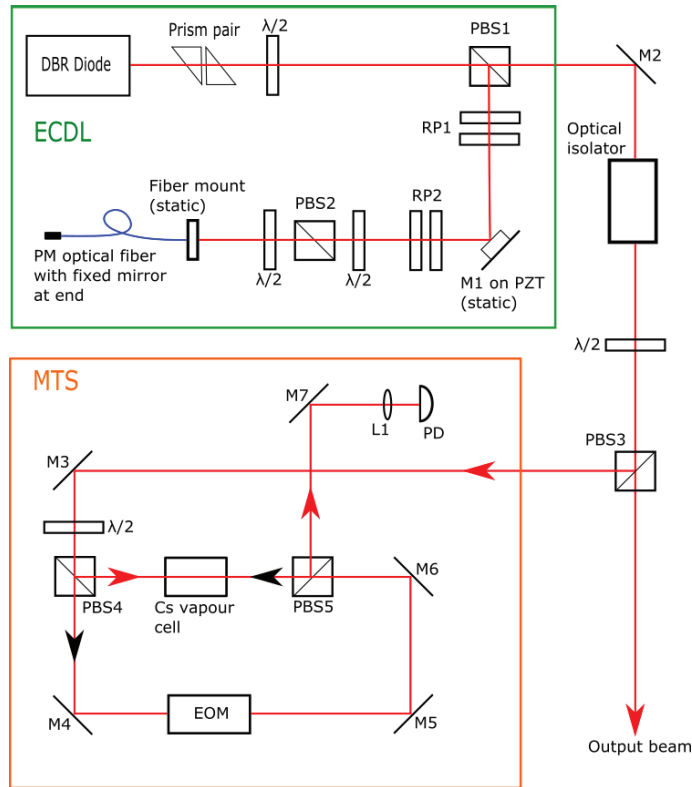 Prism pair
λ/2
PBS1
M2
DBR Diode
ECDL
RP1
Optical
isolator
Fiber mount
(static)
PBS2
RP2
PM optical fiber
with fixed mirror
at end
λ/2
λ/2
M1 on PZT
(static)
λ/2
MTS
M7
L1
PD
PBS3
M3
λ/2
M6
PBS4
Cs vapour
cell
PBS5
M4
EOM
M5
Output beam